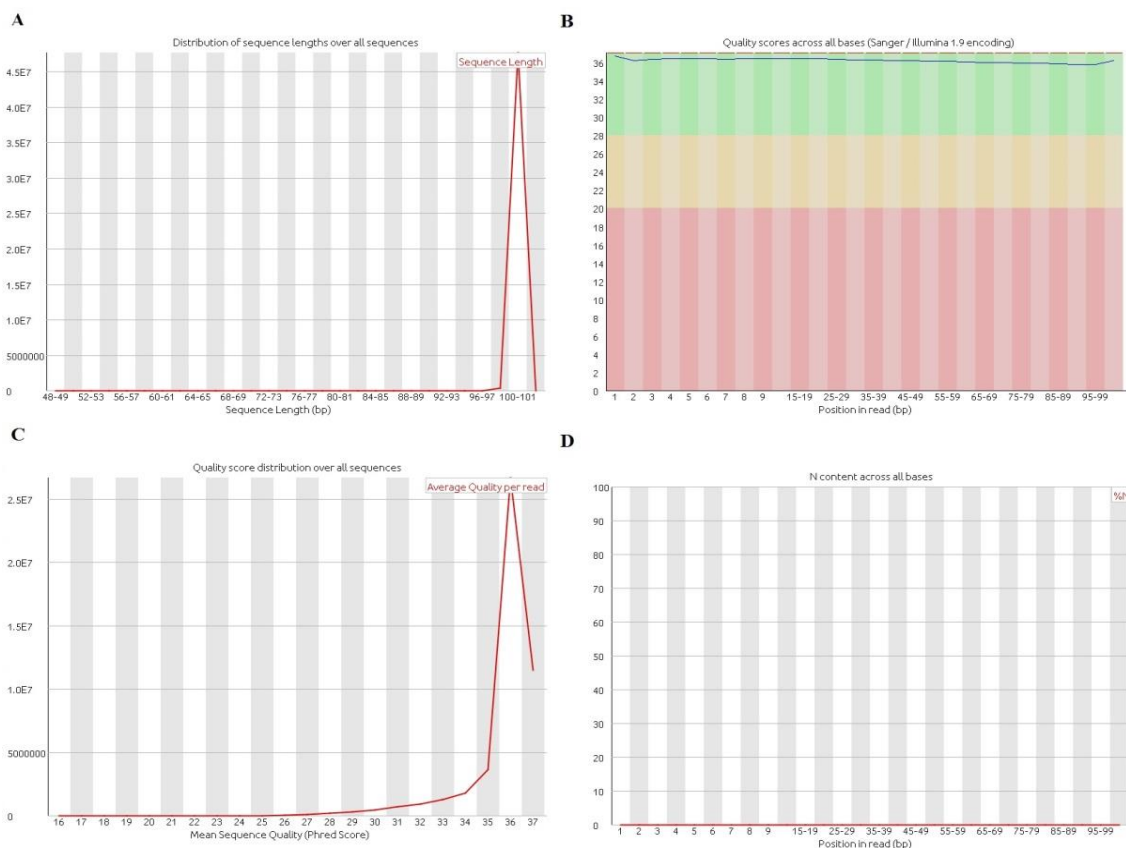 A
Distribution of sequence lengths over all sequences
Sequence Length
4.5E7
4.0E7
3.5E7
3.0E7
2.5E7
2.0E7
1.5E7
1.0E7
5000000
0
48-49 52-53 56-57 60-61 64-65 68-69 72-73 76-77 80-81 84-85 88-89 92-93 96-97 100-101
Sequence Length (bp)
B
Quality scores across all bases (Sanger / Illumina 1.9 encoding)
36
34
32
30
28
26
24
22
20
18
16
14
12
10
8
6
4
2
0
1 2 3 4 5 6 7 8 9 15-19 25-29 35-39 45-49 55-59 65-69 75-79 85-89 95-99
Position in read (bp)
C
Quality score distribution over all sequences
Average Quality per read
2.5E7
2.0E7
1.5E7
1.0E7
5000000
0
16 17 18 19 20 21 22 23 24 25 26 27 28 29 30 31 32 33 34 35 36 37
Mean Sequence Quality (Phred Score)
D
N content across all bases
%N
100
90
80
70
60
50
40
30
20
10
0
1 2 3 4 5 6 7 8 9 15-19 25-29 35-39 45-49 55-59 65-69 75-79 85-89 95-99
Position in read (bp)